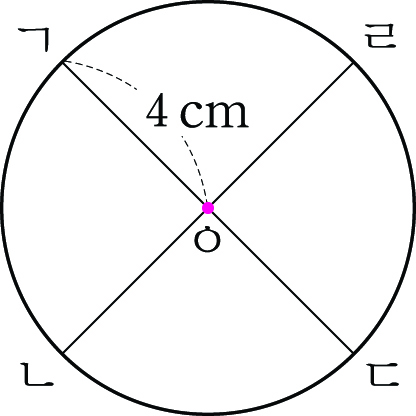 ㄱ ㄹ
4 cm
ㅇ
ㄴ ㄷ